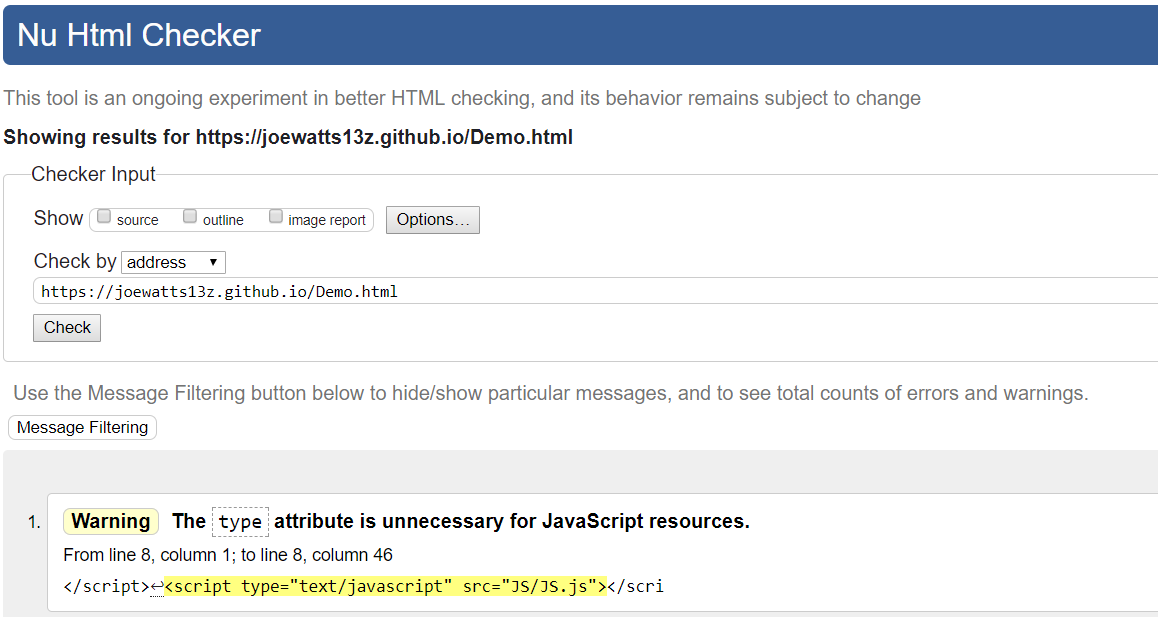 Nu Html Checker
This tool is an ongoing experiment in better HTML checking, and its behavior remains subject to change
Showing results for https://joewatts13z.github.io/Demo.html
Checker Input
Show source outline image report Options...
Check by address ▼
https://joewatts13z.github.io/Demo.html
Check
Use the Message Filtering button below to hide/show particular messages, and to see total counts of errors and warnings.
Message Filtering
1. Warning The type attribute is unnecessary for JavaScript resources.
From line 8, column 1; to line 8, column 46
</script>↩<script type="text/javascript" src="JS/JS.js"></scri